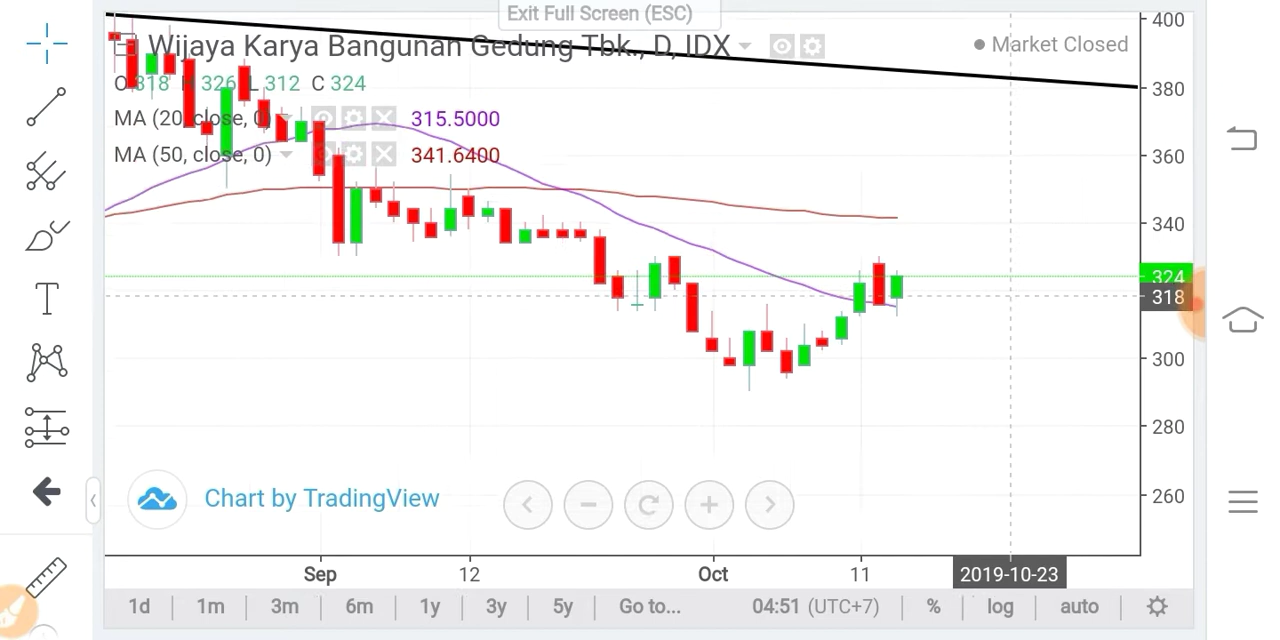 Exit Full Screen (ESC)
Wijaya Karya Bangunan Gedung Tbk., D, IDX
Market Closed
O 318 H 326 L 312 C 324
MA (20, close, 0) 315.5000
MA (50, close, 0) 341.6400
400
380
360
340
324
318
300
280
260
Chart by TradingView
Sep 12 Oct 11 2019-10-23
1d 1m 3m 6m 1y 3y 5y Go to... 04:51 (UTC+7) % log auto